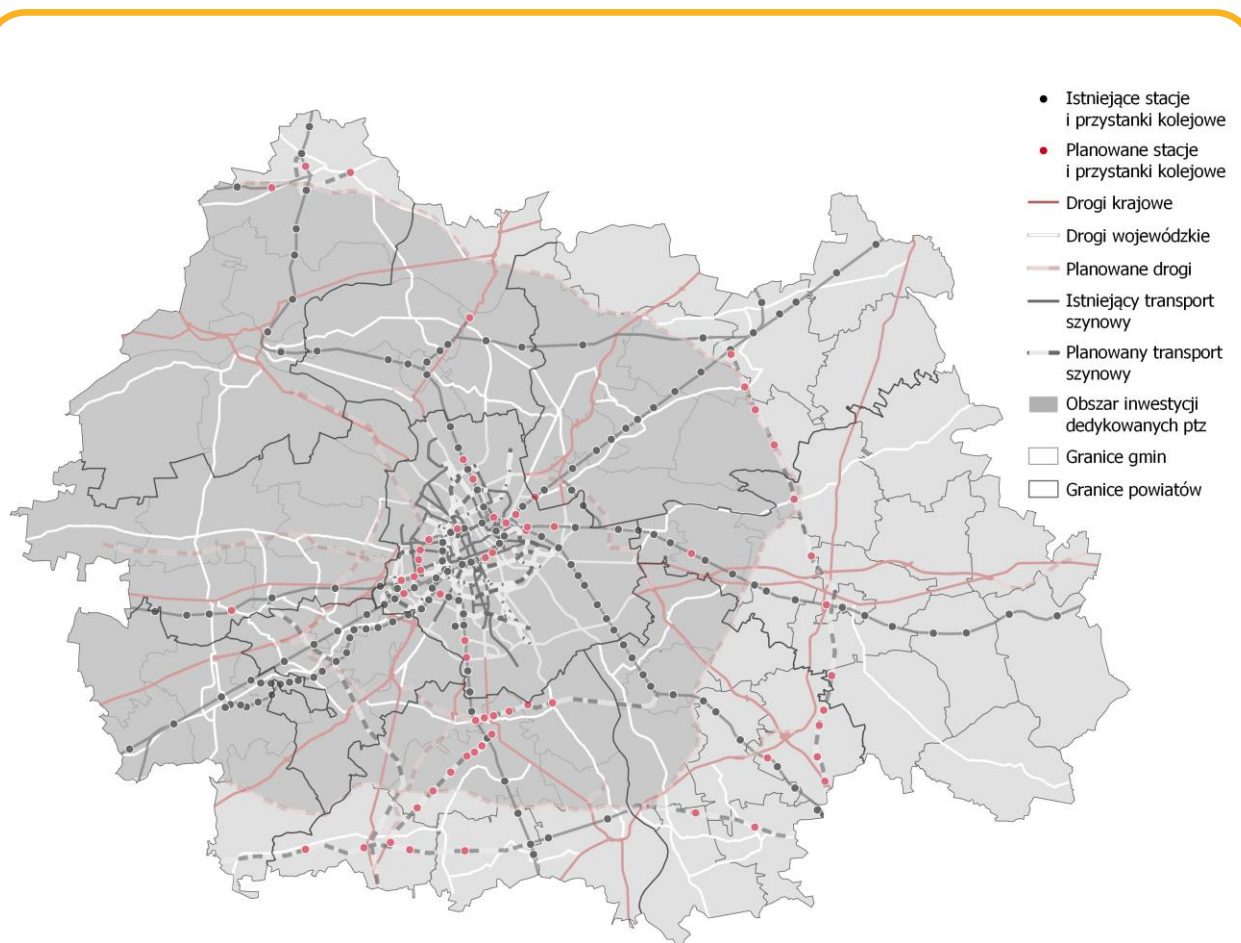 Istniejące stacje
i przystanki kolejowe
Planowane stacje
i przystanki kolejowe
Drogi krajowe
Drogi wojewódzkie
Planowane drogi
Istniejący transport
szynowy
Planowany transport
szynowy
Obszar inwestycji
dedykowanych ptz
Granice gmin
Granice powiatów